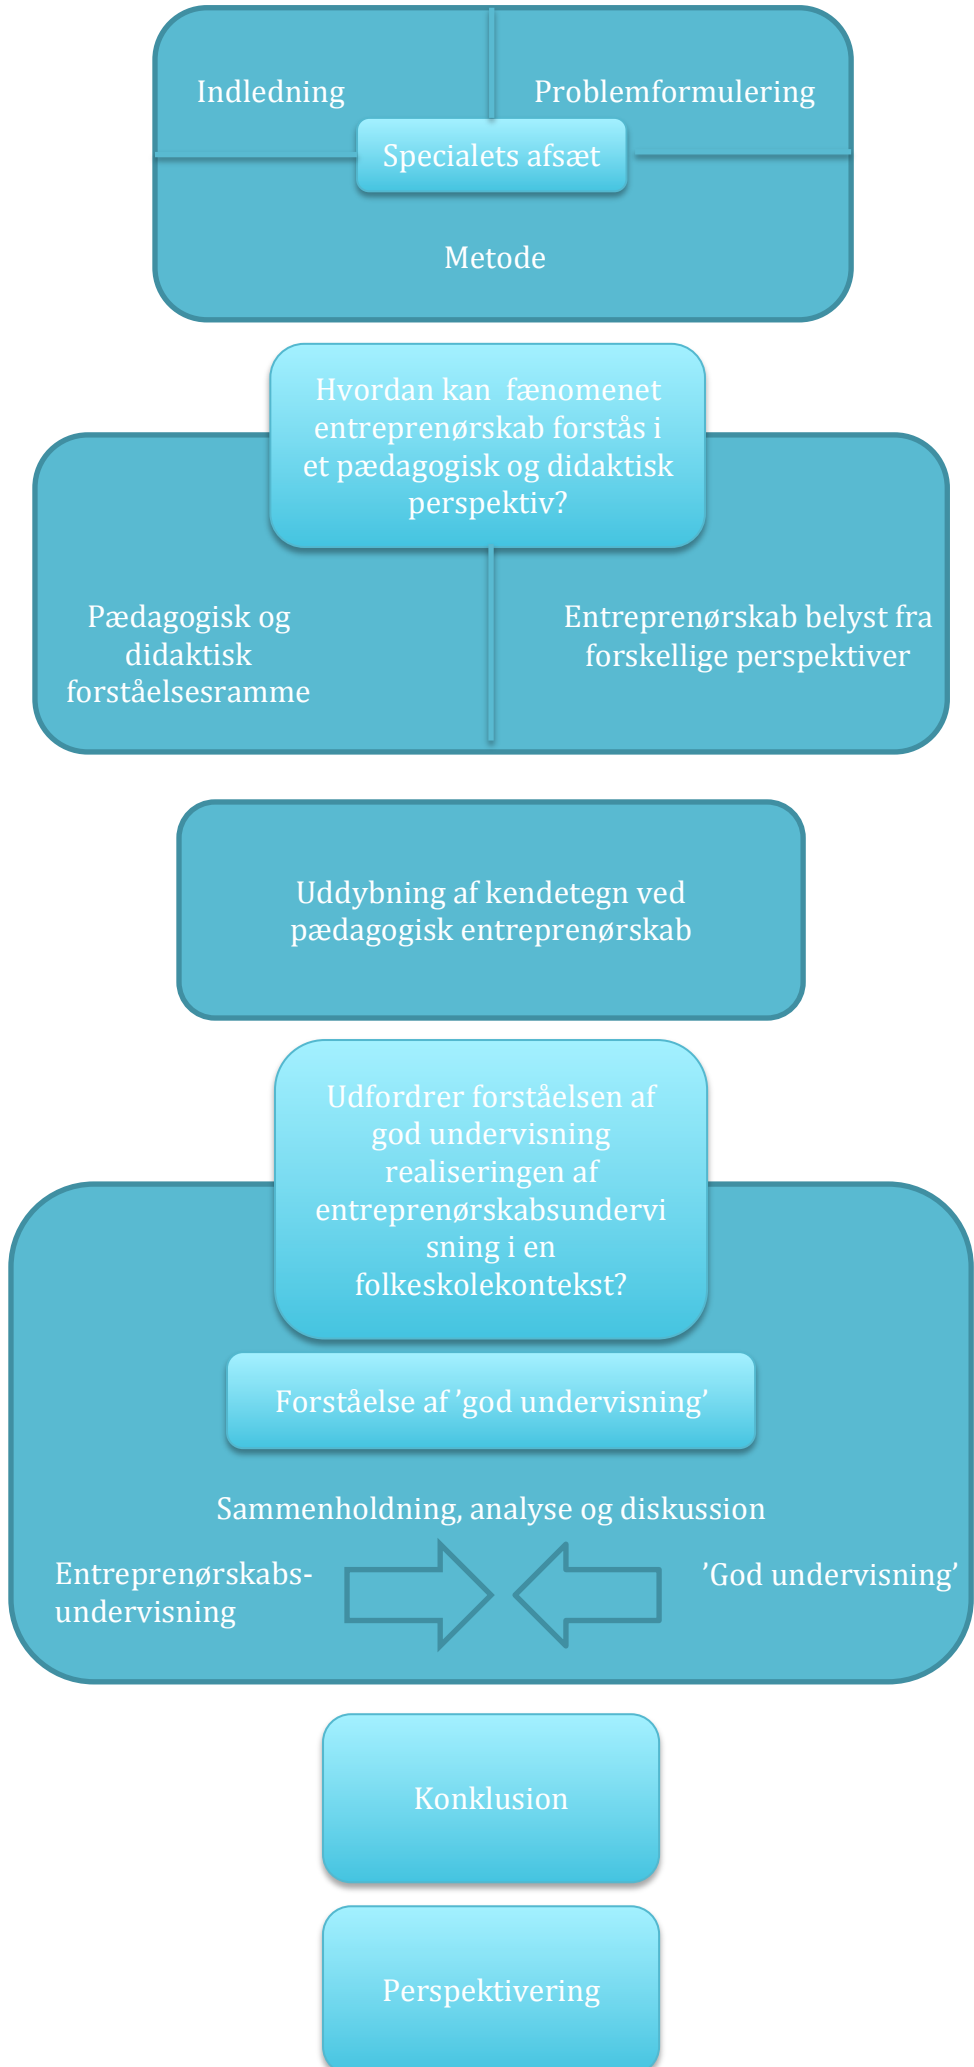 Indledning
Problemformulering
Specialets afsæt
Metode
Hvordan kan fænomenet
entreprenørskab forstås i
et pædagogisk og didaktisk
perspektiv?
Pædagogisk og
didaktisk
forståelsesramme
Entreprenørskab belyst fra
forskellige perspektiver
Uddybning af kendetegn ved
pædagogisk entreprenørskab
Udfordrer forståelsen af
god undervisning
realiseringen af
entreprenørskabsundervi
sning i en
folkeskolekontekst?
Forståelse af ’god undervisning’
Sammenholdning, analyse og diskussion
Entreprenørskabs-
undervisning
’God undervisning’
Konklusion
Perspektivering